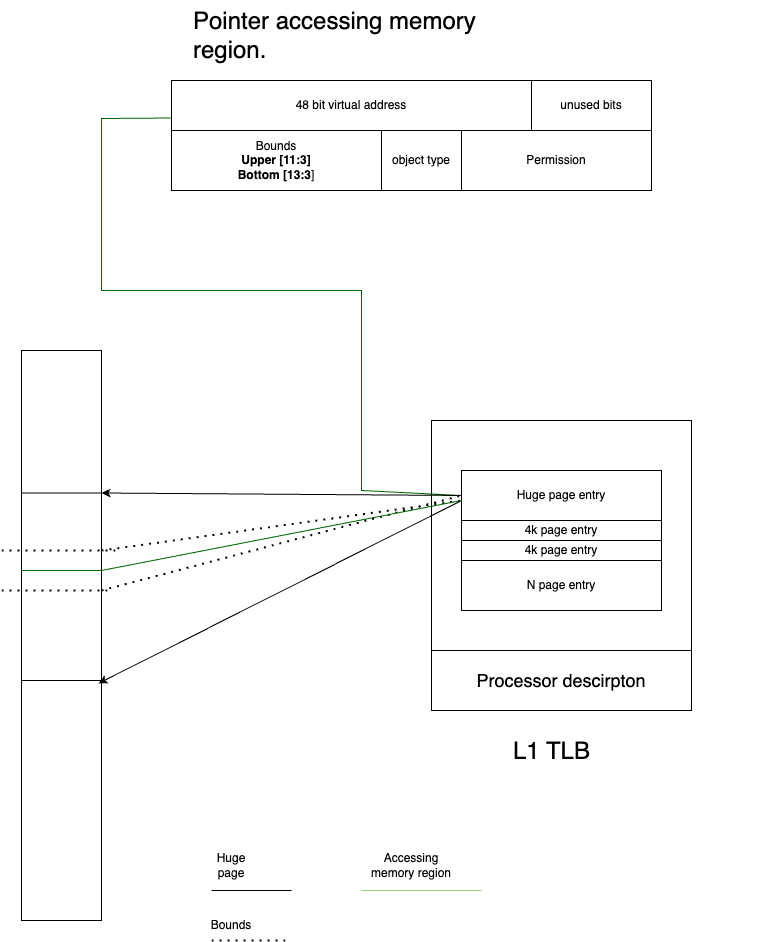 Pointer accessing memory
region.
48 bit virtual address
unused bits
Bounds
Upper [11:3]
Bottom [13:3]
object type
Permission
Huge page entry
4k page entry
4k page entry
N page entry
Processor descirpton
L1 TLB
Huge
page
Accessing
memory region
Bounds